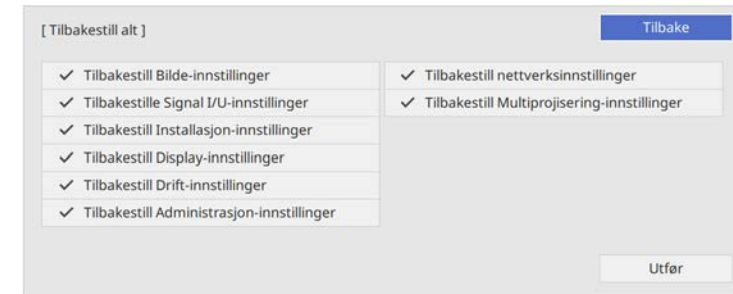 [ Tilbakestill alt ]
Tilbake
Tilbakestill Bilde-innstillinger
Tilbakestille Signal I/U-innstillinger
Tilbakestill Installasjon-innstillinger
Tilbakestill Display-innstillinger
Tilbakestill Drift-innstillinger
Tilbakestill Administrasjon-innstillinger
Tilbakestill nettverksinnstillinger
Tilbakestill Multiprojisering-innstillinger
Utfør